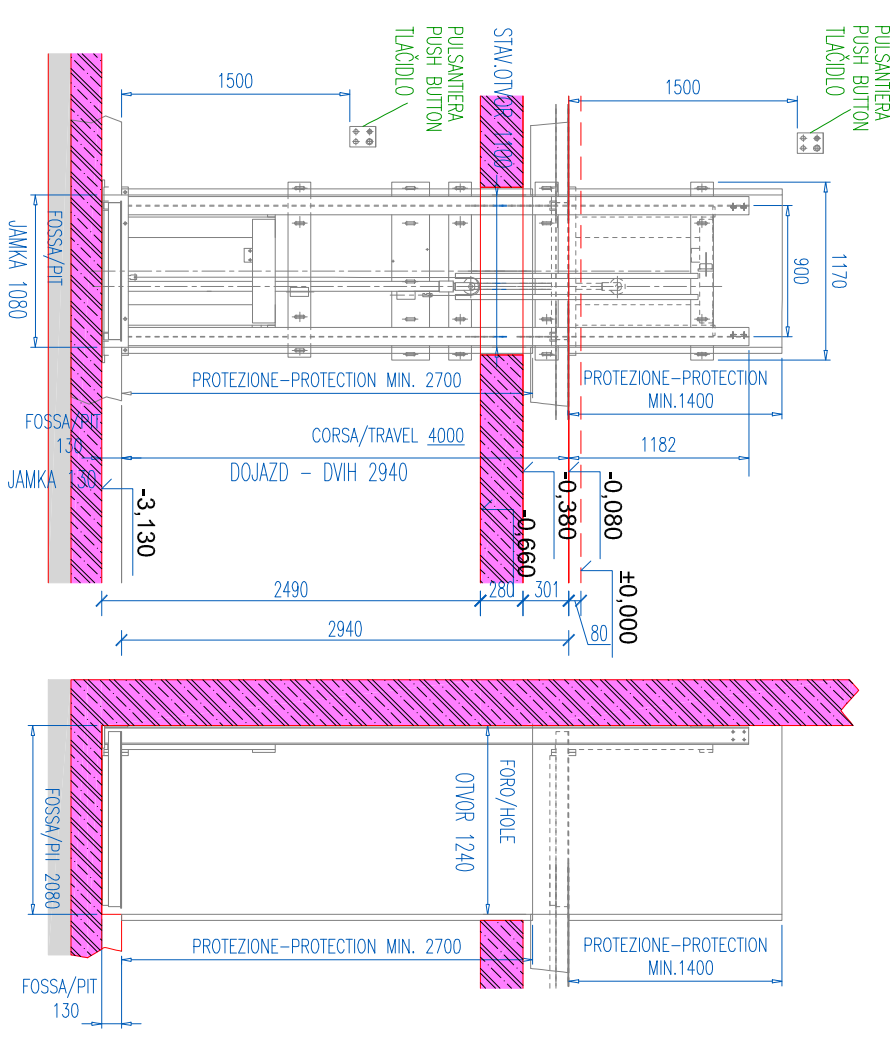 PULSANTIERA
PUSH BUTTON
TLAČIDLO
PULSANTIERA
PUSH BUTTON
TLAČIDLO
STAV.OTVOR 1100
1500
1500
1170
900
FOSSA/PIT
JAMKA 1080
PROTEZIONE-PROTECTION MIN. 2700
PROTEZIONE-PROTECTION
MIN.1400
FOSSA/PIT
130
JAMKA 130
CORSA/TRAVEL 4000
DOJAZD - DVIH 2940
1182
-3,130
-0,660
-0,380
-0,080
±0,000
2490
280
301
80
2940
FORO/HOLE
OTVOR 1240
FOSSA/PIT 2080
PROTEZIONE-PROTECTION MIN. 2700
PROTEZIONE-PROTECTION
MIN.1400
FOSSA/PIT
130